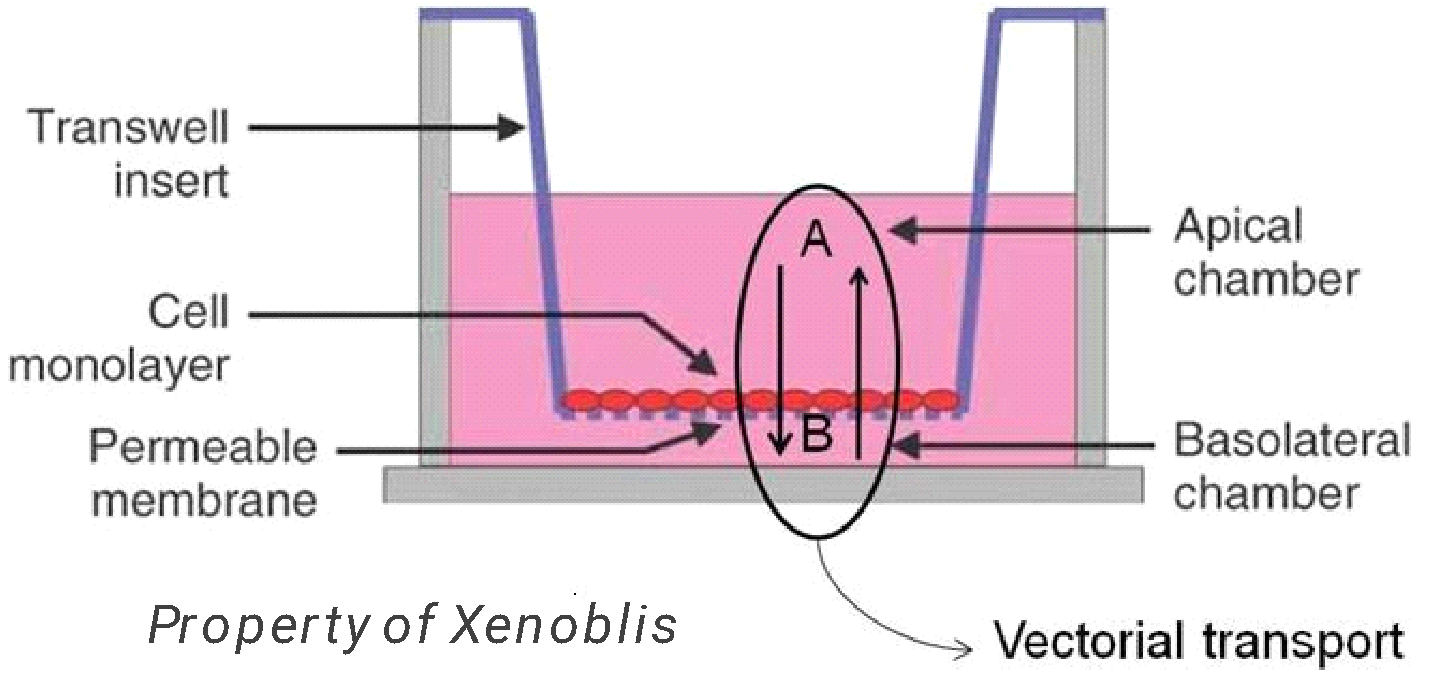 Transwell
insert
A
Apical
chamber
Cell
monolayer
B
Permeable
membrane
Basolateral
chamber
Property of Xenoblis
Vectorial transport